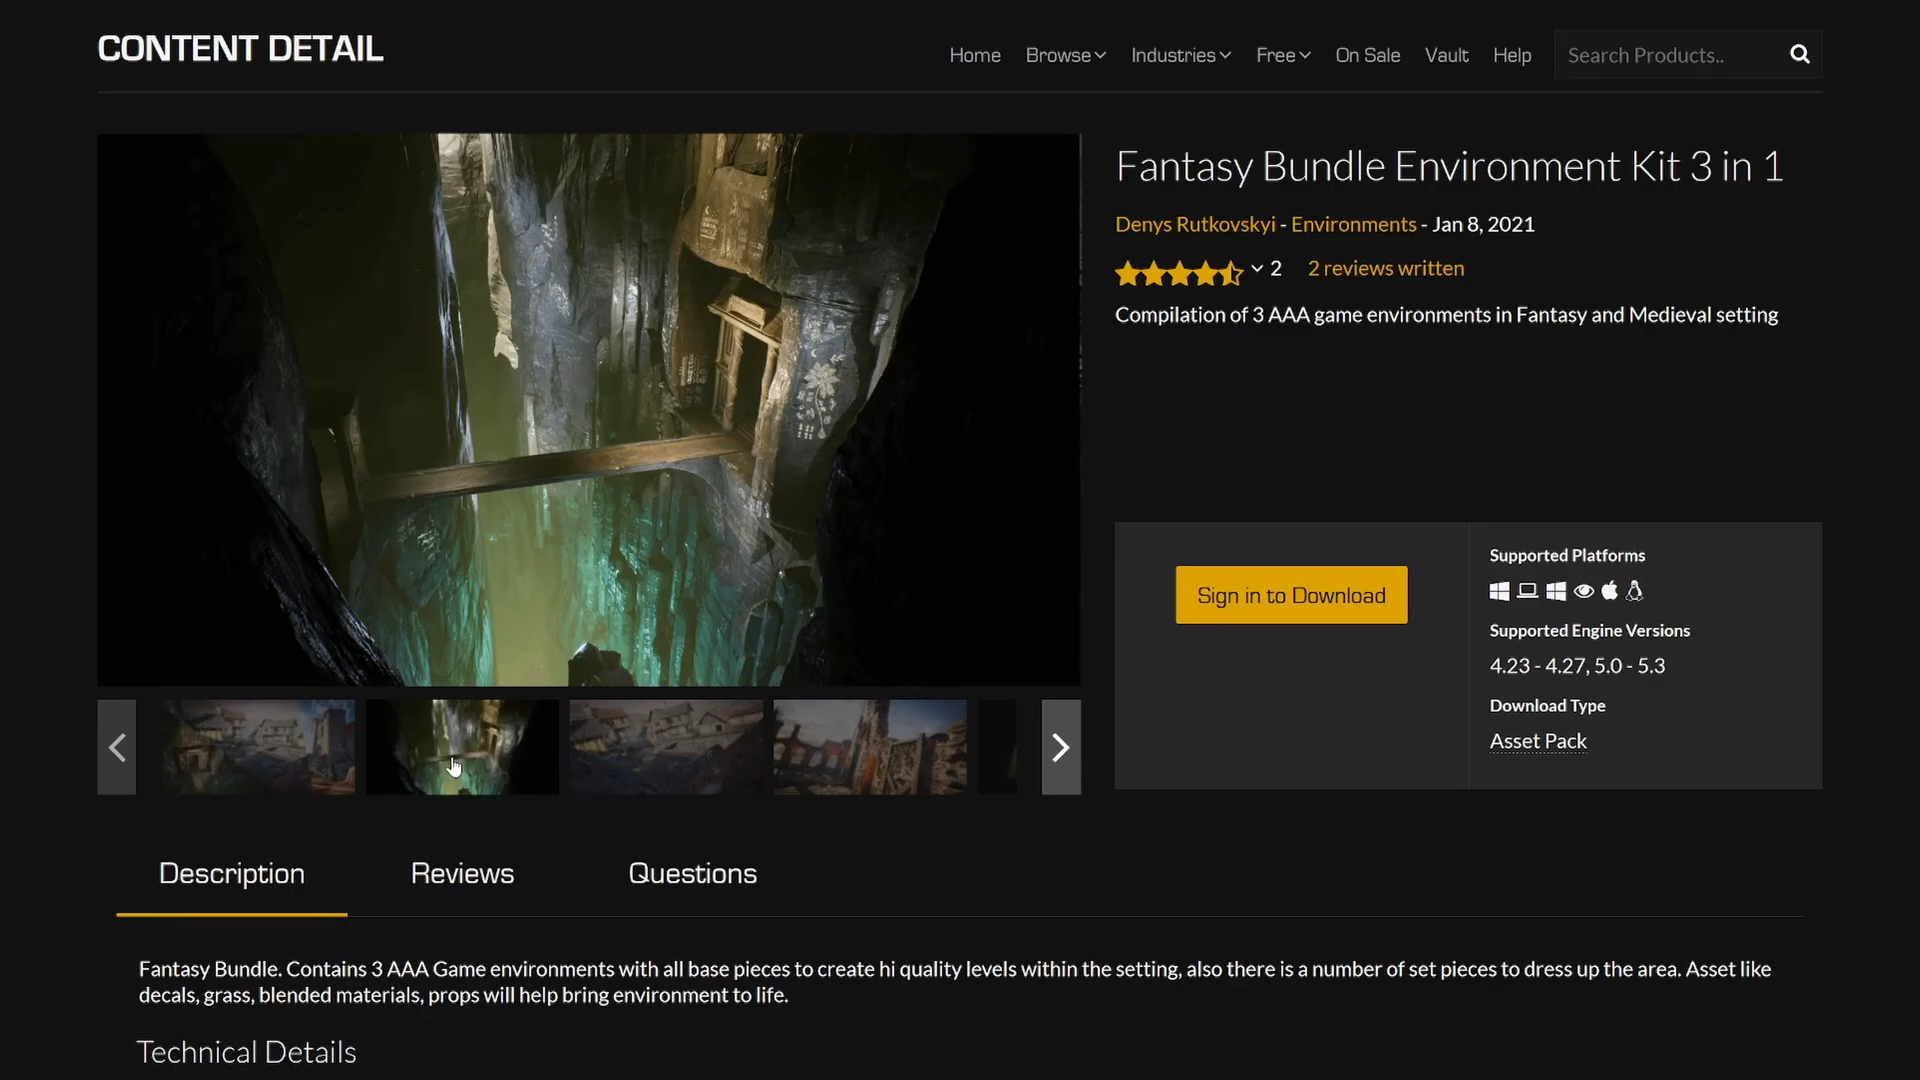 CONTENT DETAIL
Home Browse Industries Free On Sale Vault Help Search Products..
Fantasy Bundle Environment Kit 3 in 1
Denys Rutkovskyi - Environments - Jan 8, 2021
2 2 reviews written
Compilation of 3 AAA game environments in Fantasy and Medieval setting
Sign in to Download
Supported Platforms
Supported Engine Versions
4.23 - 4.27, 5.0 - 5.3
Download Type
Asset Pack
Description Reviews Questions
Fantasy Bundle. Contains 3 AAA Game environments with all base pieces to create hi quality levels within the setting, also there is a number of set pieces to dress up the area. Asset like
decals, grass, blended materials, props will help bring environment to life.
Technical Details